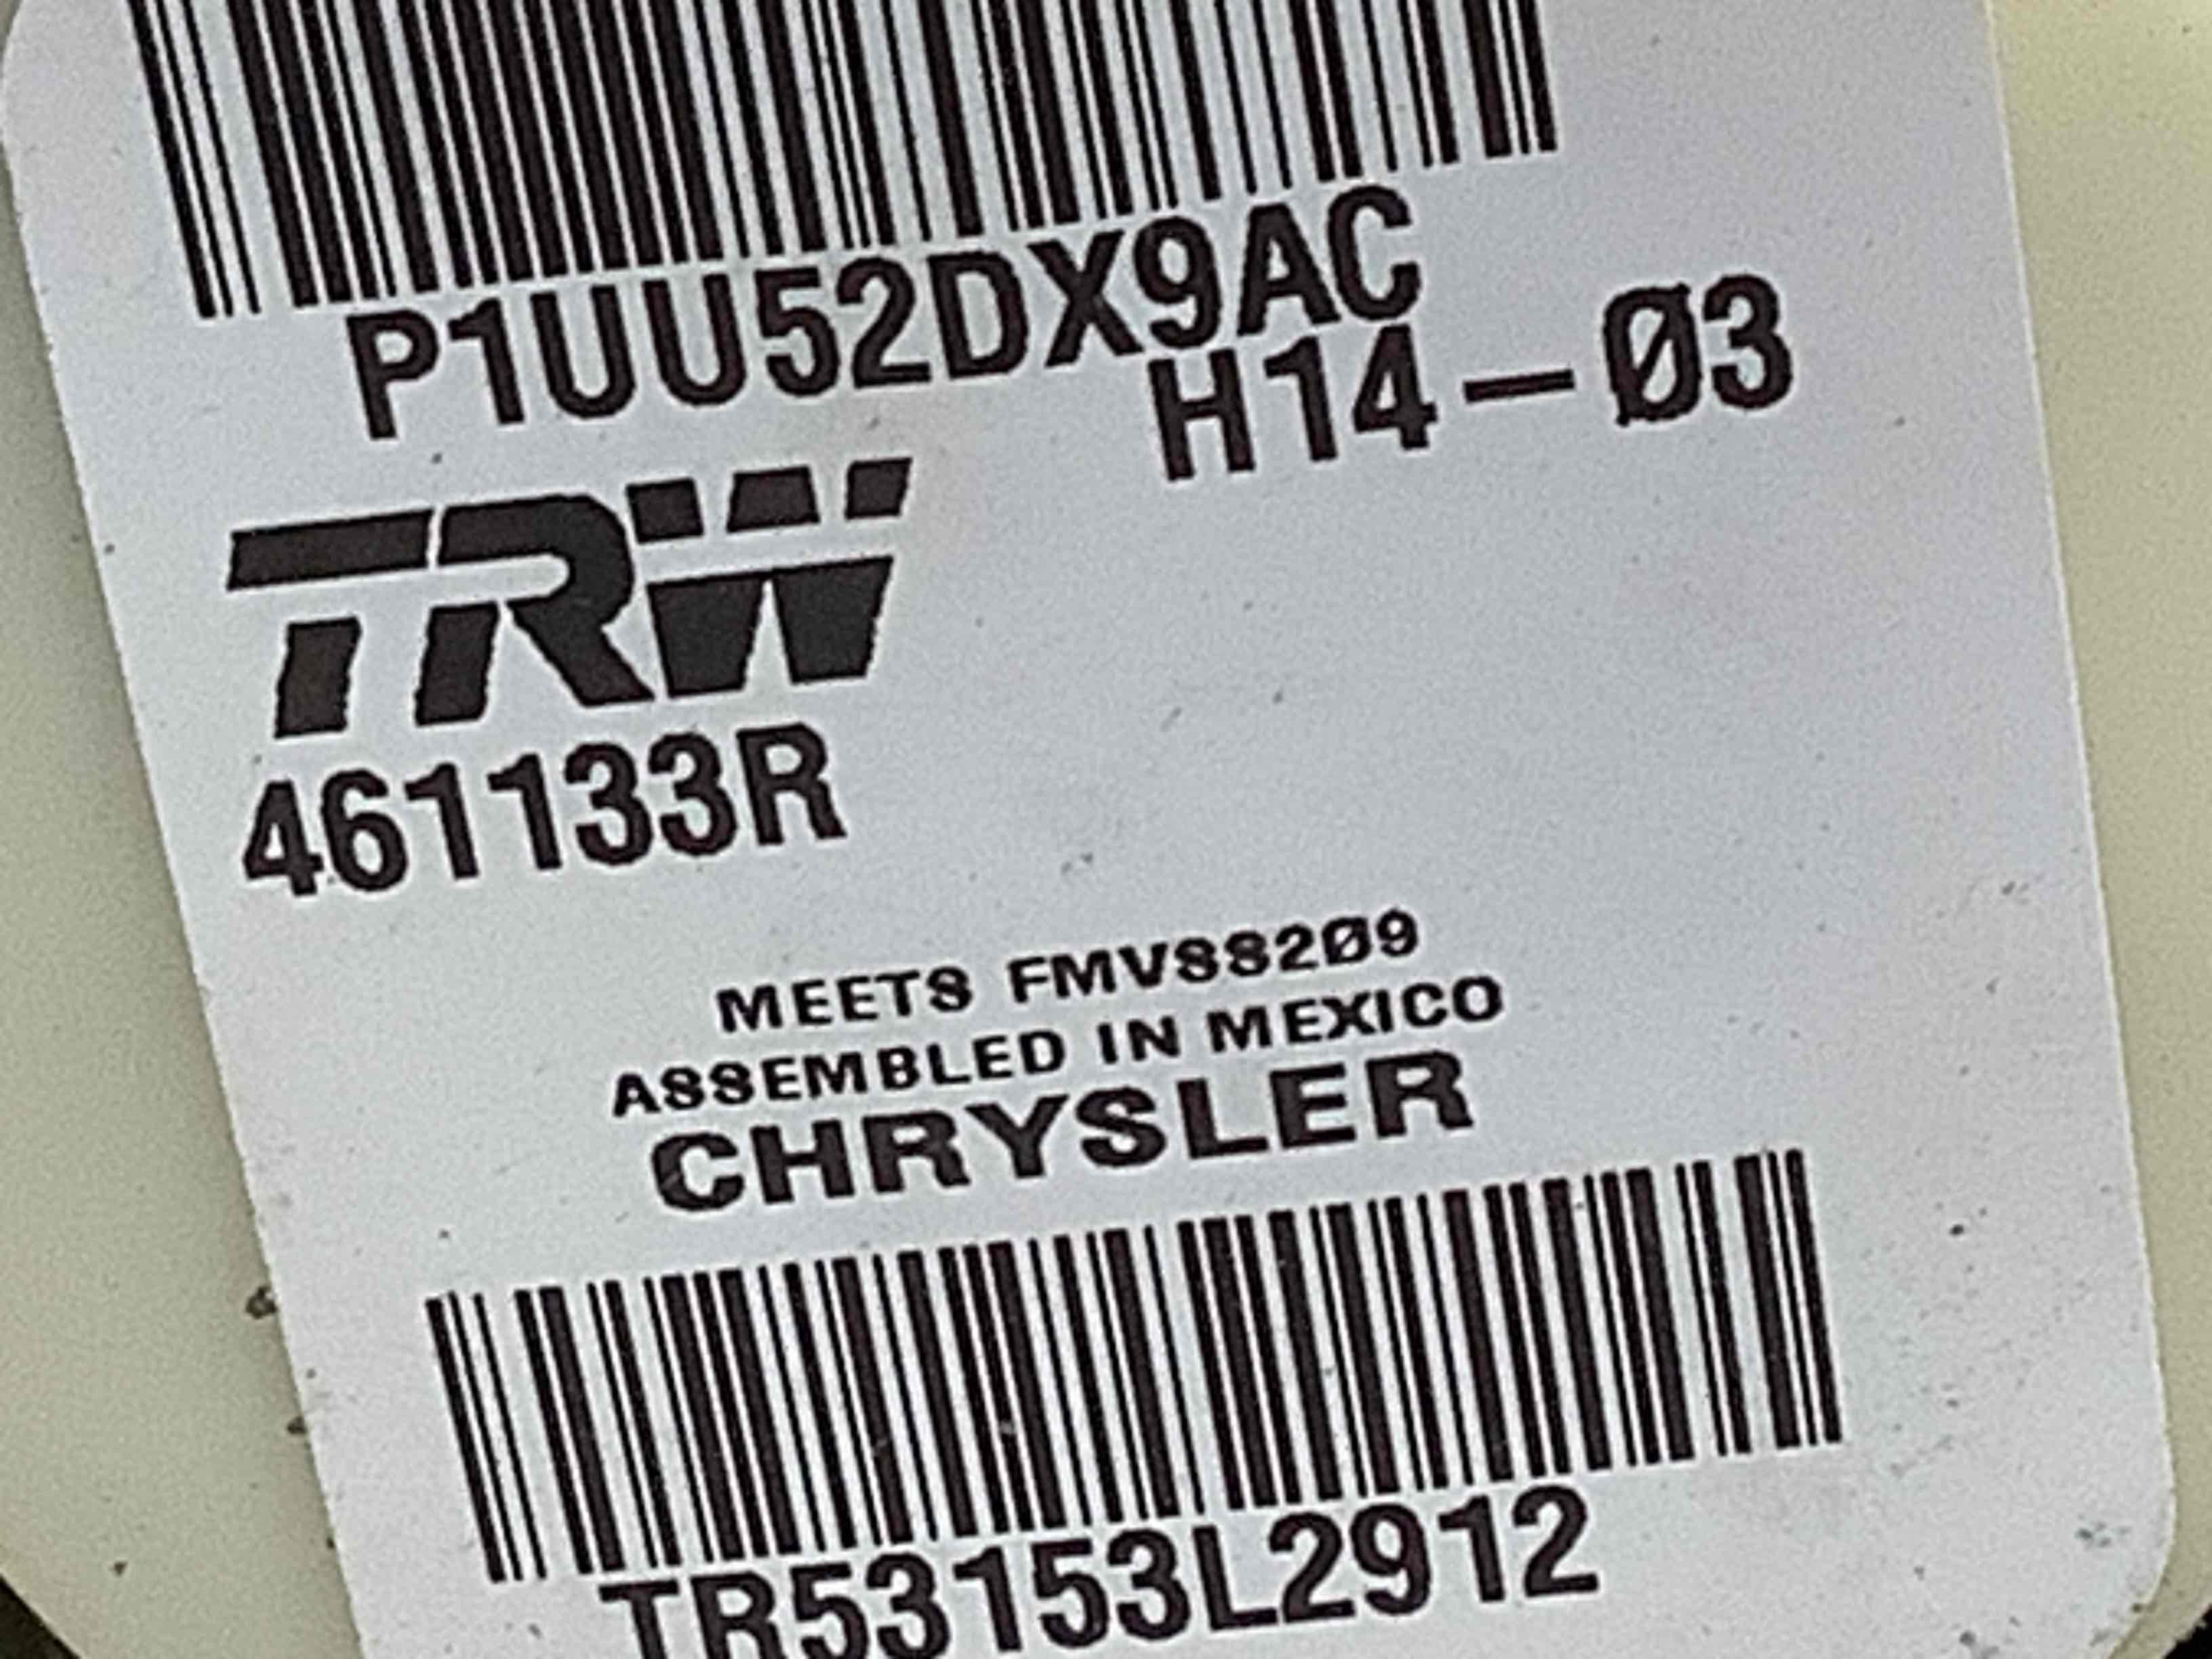 P1UU52DX9AC
H14-Ø3
TRW
461133R
MEETS FMVSS2Ø9
ASSEMBLED IN MEXICO
CHRYSLER
TR53153L2912